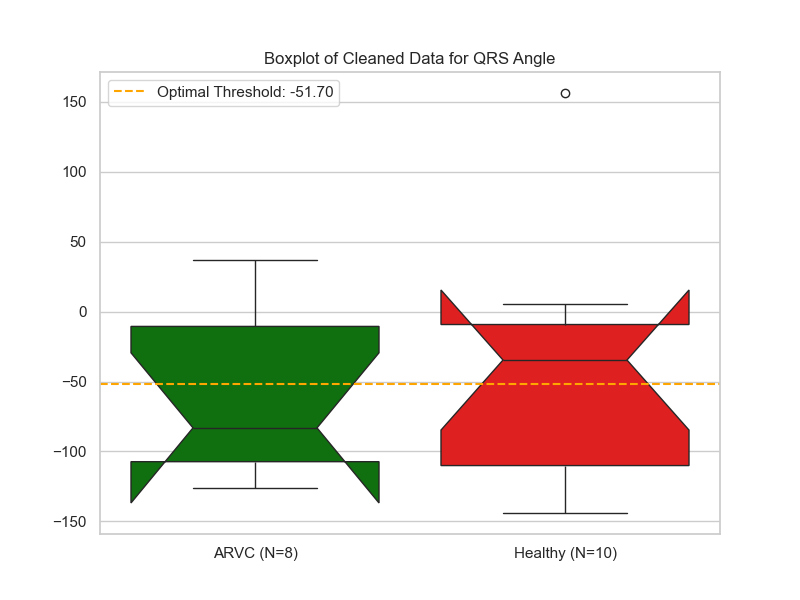 Boxplot of Cleaned Data for QRS Angle
Optimal Threshold: -51.70
150
100
50
0
−50
−100
−150
ARVC (N=8)
Healthy (N=10)